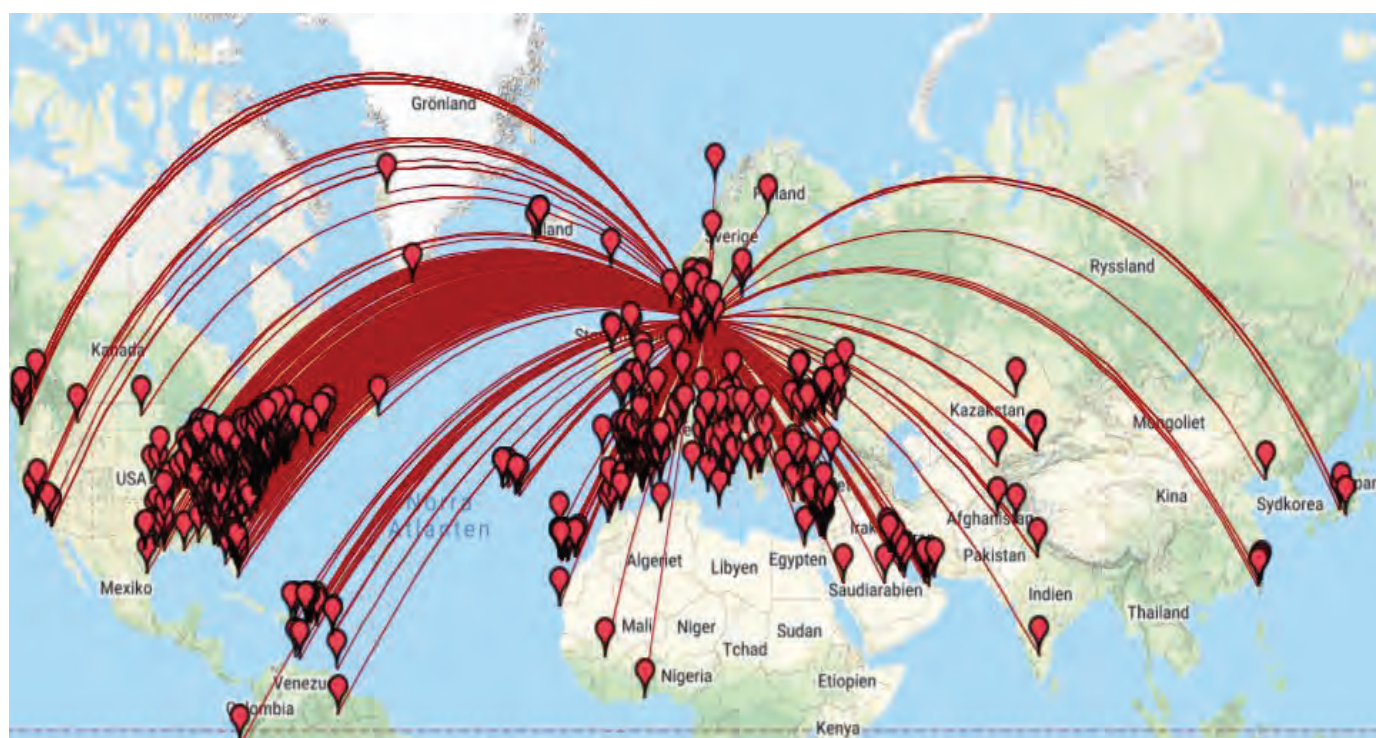 Grönland
Finland
Island
Sverige
Ryssland
Kanada
Kazakstan
Mongoliet
USA
Norra
Atlanten
Kina
Sydkorea
Afghanistan
Irak
Algeriet
Libyen
Egypten
Pakistan
Mexiko
Saudiarabien
Indien
Thailand
Mali
Niger
Sudan
Tchad
Venezu
Nigeria
Etiopien
Colombia
Kenya